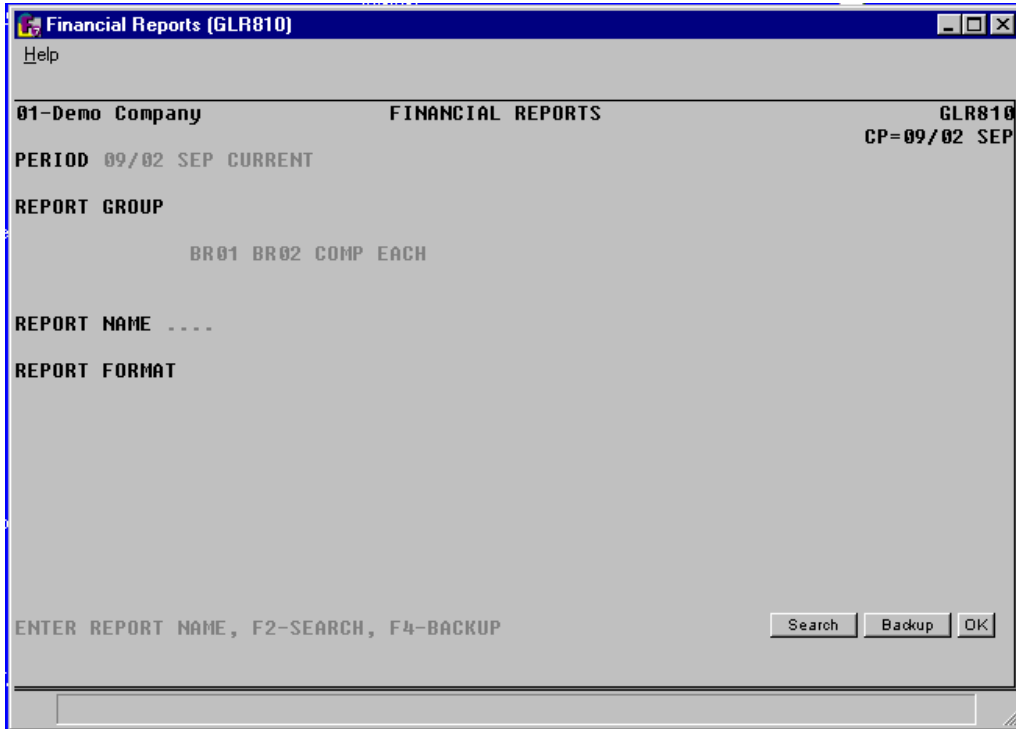 Financial Reports (GLR810)
Help
01-Demo Company FINANCIAL REPORTS GLR810
CP=09/02 SEP
PERIOD 09/02 SEP CURRENT
REPORT GROUP
BR01 BR02 COMP EACH
REPORT NAME ....
REPORT FORMAT
ENTER REPORT NAME, F2-SEARCH, F4-BACKUP Search Backup OK